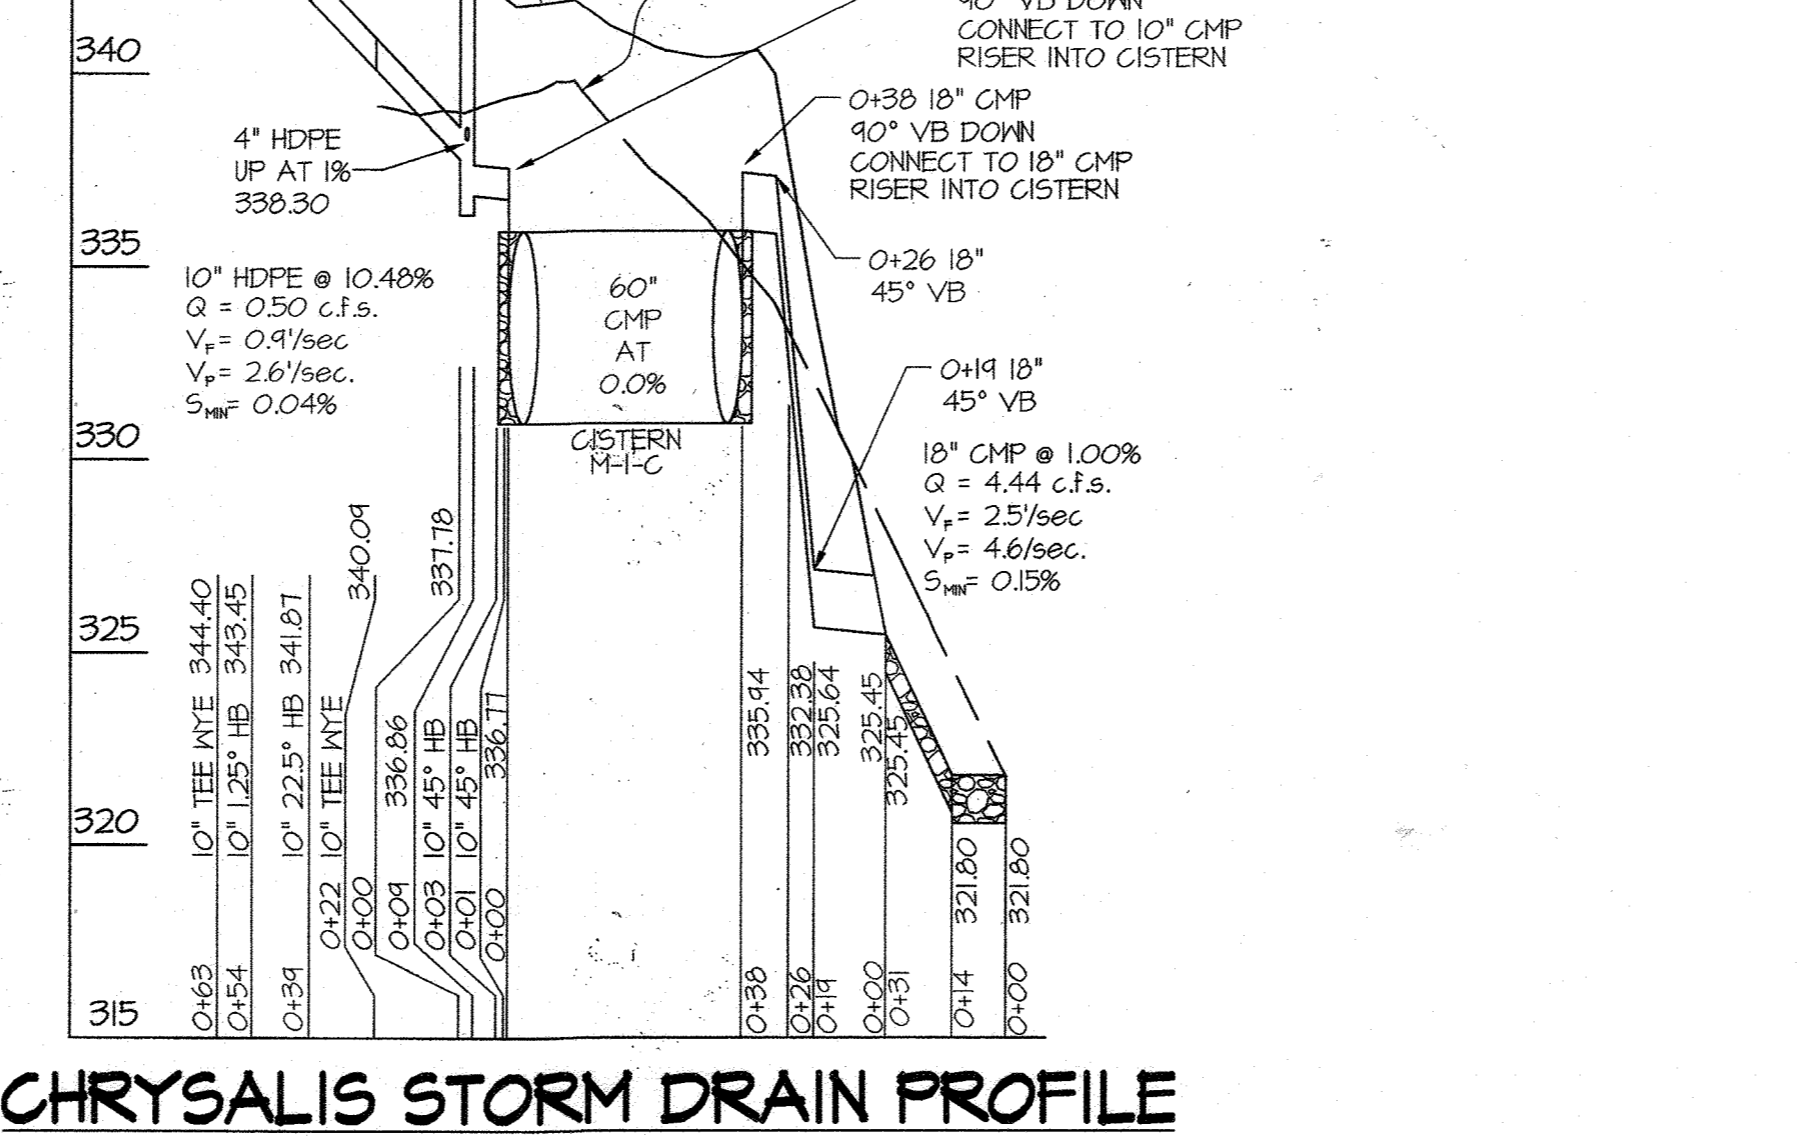 90° VB DOWN
CONNECT TO 10" CMP
RISER INTO CISTERN
340
0+38 18" CMP
90° VB DOWN
CONNECT TO 18" CMP
RISER INTO CISTERN
4" HDPE
UP AT 1%
338.30
335
0+26 18"
45° VB
10" HDPE @ 10.48%
Q = 0.50 c.f.s.
VF= 0.9'/sec
VP= 2.6'/sec.
SMIN= 0.04%
60"
CMP
AT
0.0%
0+19 18"
45° VB
330
CISTERN
M-1-C
18" CMP @ 1.00%
Q = 4.44 c.f.s.
VF= 2.5'/sec
VP= 4.6/sec.
SMIN= 0.15%
325
320
315
0+63 10" TEE WYE 344.40
0+54 10" 1.25° HB 343.45
0+39 10" 22.5° HB 341.87
0+22 10" TEE WYE
0+00 340.09
0+09 336.86
0+03 10" 45° HB 337.78
0+01 10" 45° HB
0+00 336.77
0+38 335.94
0+26 332.38
0+19 325.64
0+00 325.45
0+31 325.45
0+14 321.80
0+00 321.80
CHRYSALIS STORM DRAIN PROFILE